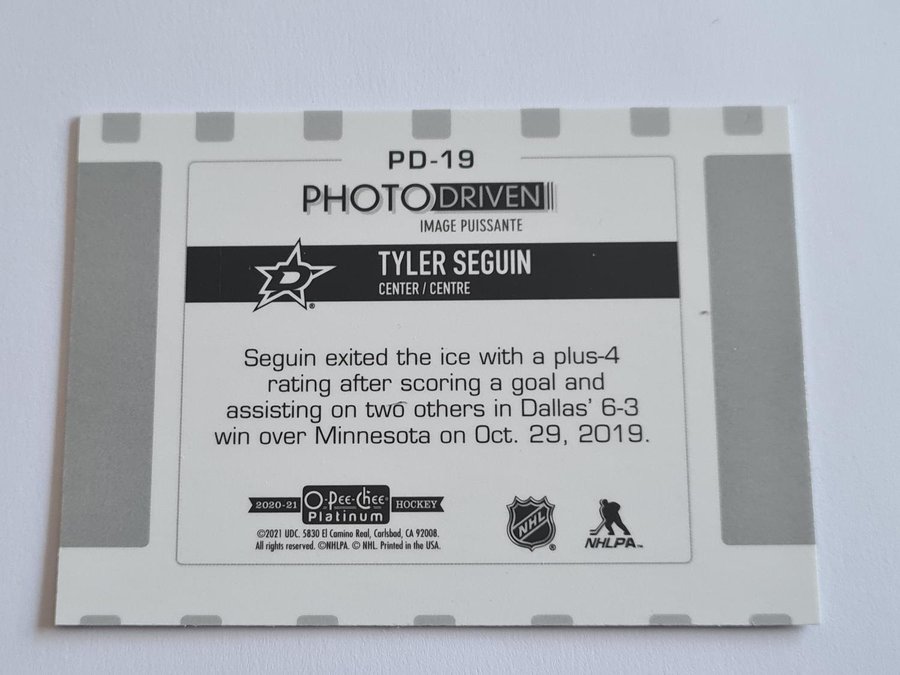 PD-19
PHOTO DRIVEN
IMAGE PUISSANTE
D
TYLER SEGUIN
CENTER / CENTRE
Seguin exited the ice with a plus-4
rating after scoring a goal and
assisting on two others in Dallas' 6-3
win over Minnesota on Oct. 29, 2019.
2020-21 O-Pee-Chee HOCKEY
Platinum
©2021 UDC. 5830 El Camino Real, Carlsbad, CA 92008.
All rights reserved. ©NHLPA. © NHL. Printed in the USA.
NHL
NHLPA™